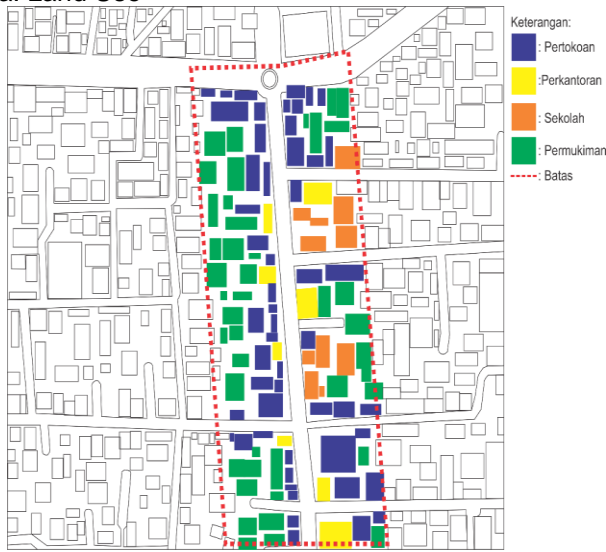 Keterangan:
: Pertokoan
:Perkantoran
: Sekolah
: Permukiman
: Batas